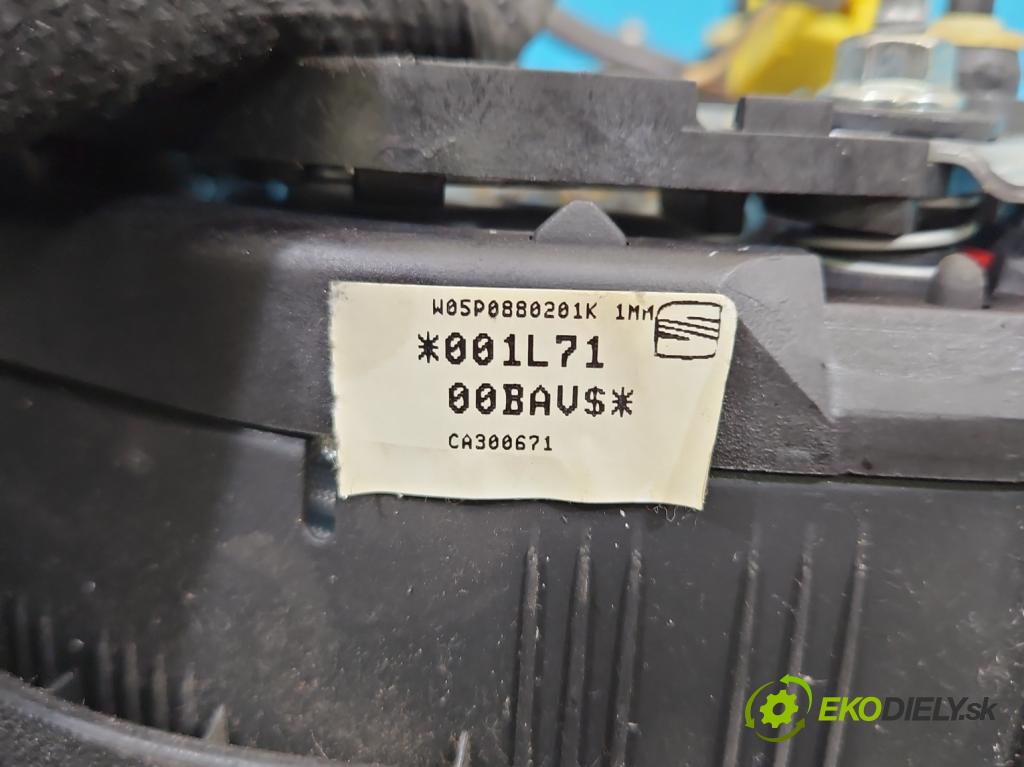 W05P0880201K 1MM
*001L71
00BAV$*
CA300671
EKODIELY.sk